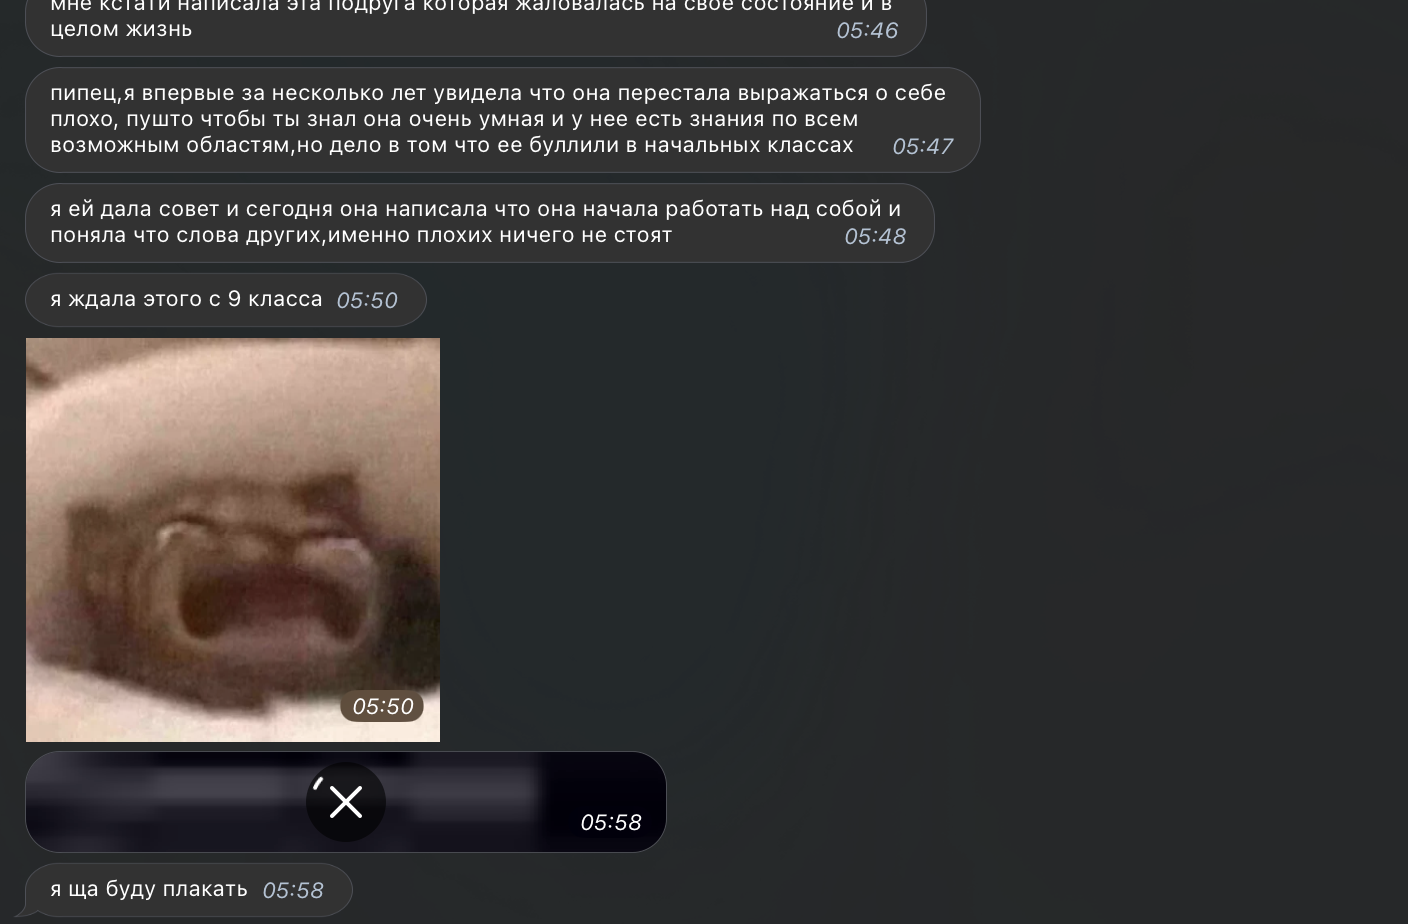 мне кстати написала эта подруга которая жаловалась на свое состояние и в
целом жизнь 05:46
пипец,я впервые за несколько лет увидела что она перестала выражаться о себе
плохо, пушто чтобы ты знал она очень умная и у нее есть знания по всем
возможным областям,но дело в том что ее буллили в начальных классах 05:47
я ей дала совет и сегодня она написала что она начала работать над собой и
поняла что слова других,именно плохих ничего не стоят 05:48
я ждала этого с 9 класса 05:50
05:50
05:58
я ща буду плакать 05:58